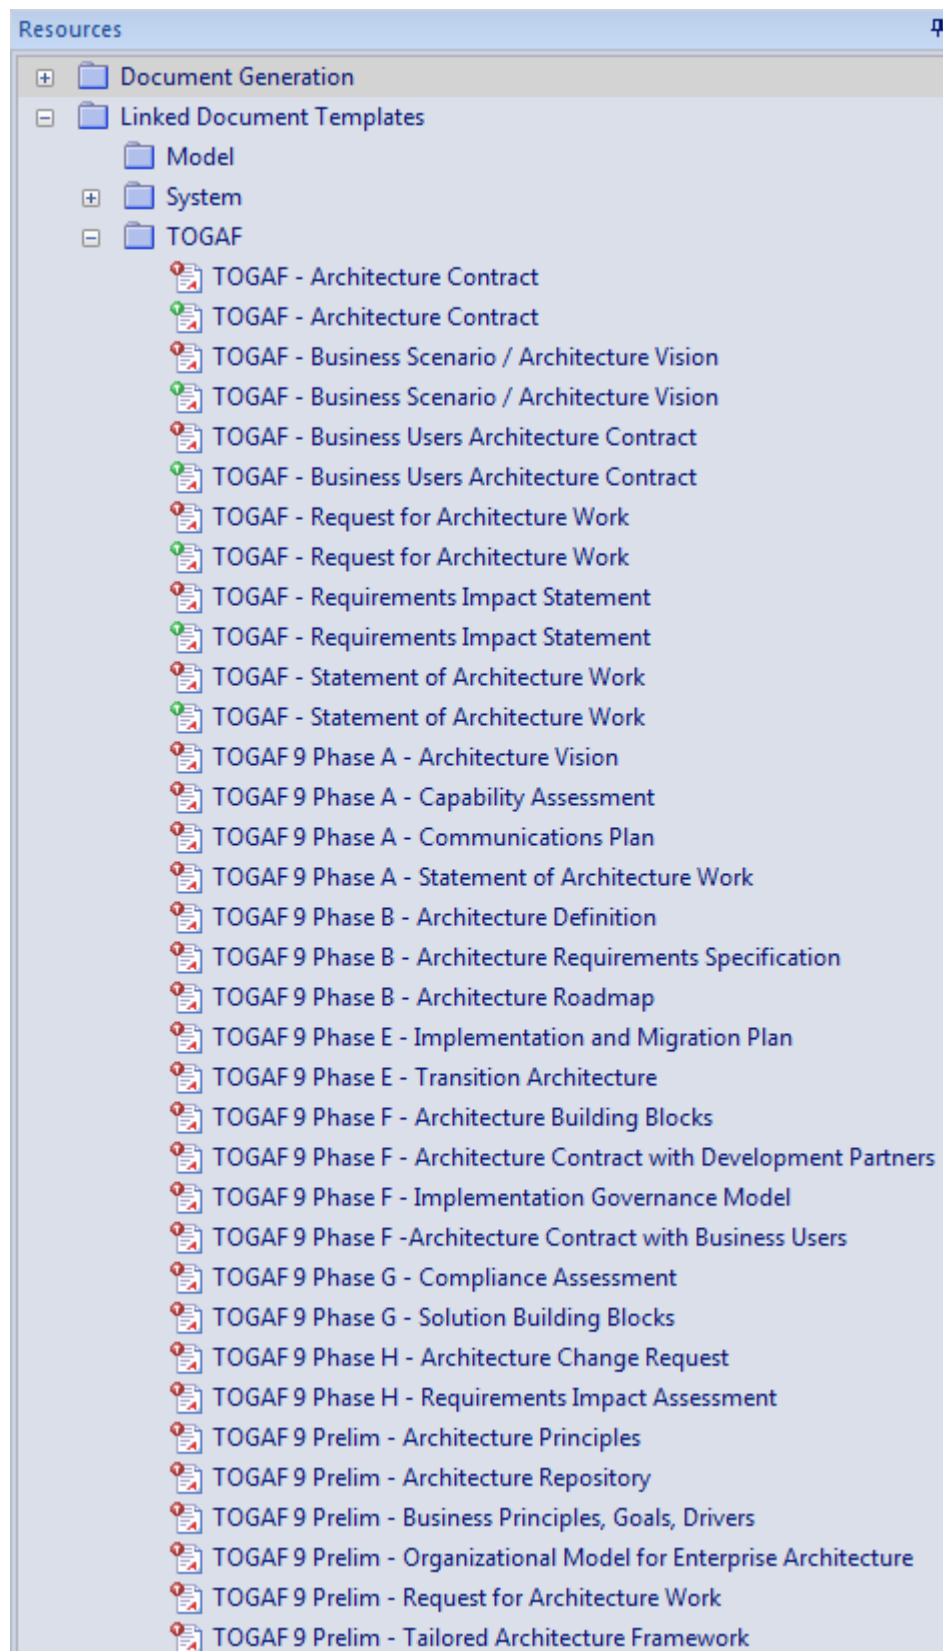 Resources
Document Generation
Linked Document Templates
Model
System
TOGAF
TOGAF - Architecture Contract
TOGAF - Architecture Contract
TOGAF - Business Scenario / Architecture Vision
TOGAF - Business Scenario / Architecture Vision
TOGAF - Business Users Architecture Contract
TOGAF - Business Users Architecture Contract
TOGAF - Request for Architecture Work
TOGAF - Request for Architecture Work
TOGAF - Requirements Impact Statement
TOGAF - Requirements Impact Statement
TOGAF - Statement of Architecture Work
TOGAF - Statement of Architecture Work
TOGAF 9 Phase A - Architecture Vision
TOGAF 9 Phase A - Capability Assessment
TOGAF 9 Phase A - Communications Plan
TOGAF 9 Phase A - Statement of Architecture Work
TOGAF 9 Phase B - Architecture Definition
TOGAF 9 Phase B - Architecture Requirements Specification
TOGAF 9 Phase B - Architecture Roadmap
TOGAF 9 Phase E - Implementation and Migration Plan
TOGAF 9 Phase E - Transition Architecture
TOGAF 9 Phase F - Architecture Building Blocks
TOGAF 9 Phase F - Architecture Contract with Development Partners
TOGAF 9 Phase F - Implementation Governance Model
TOGAF 9 Phase F -Architecture Contract with Business Users
TOGAF 9 Phase G - Compliance Assessment
TOGAF 9 Phase G - Solution Building Blocks
TOGAF 9 Phase H - Architecture Change Request
TOGAF 9 Phase H - Requirements Impact Assessment
TOGAF 9 Prelim - Architecture Principles
TOGAF 9 Prelim - Architecture Repository
TOGAF 9 Prelim - Business Principles, Goals, Drivers
TOGAF 9 Prelim - Organizational Model for Enterprise Architecture
TOGAF 9 Prelim - Request for Architecture Work
TOGAF 9 Prelim - Tailored Architecture Framework